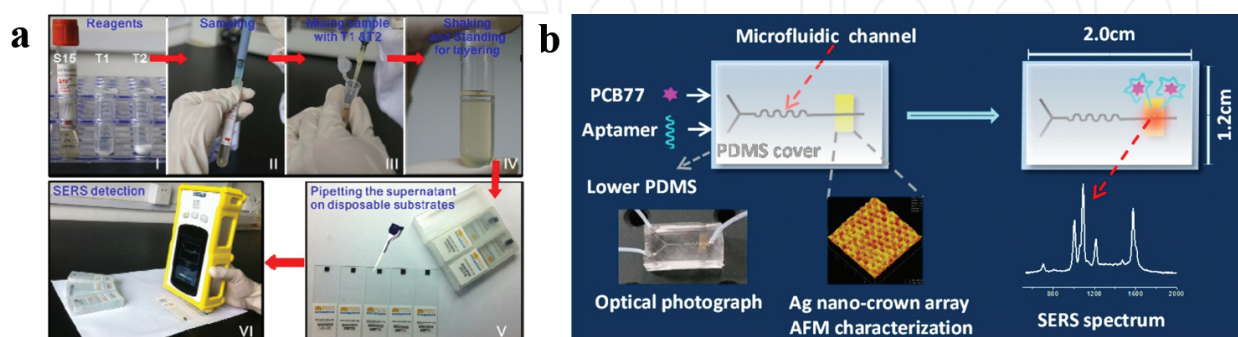 a
Reagents
Sampling
Mixing sample
with T1 &T2
Shaking
and Standing
for layering
S15
T1
T2
I
II
III
IV
SERS detection
Pipetting the supernatant
on disposable substrates
VI
V
b
Microfluidic channel
2.0cm
PCB77
Aptamer
1.2cm
PDMS cover
Lower PDMS
Optical photograph
Ag nano-crown array
AFM characterization
800
1200
1600
2000
SERS spectrum